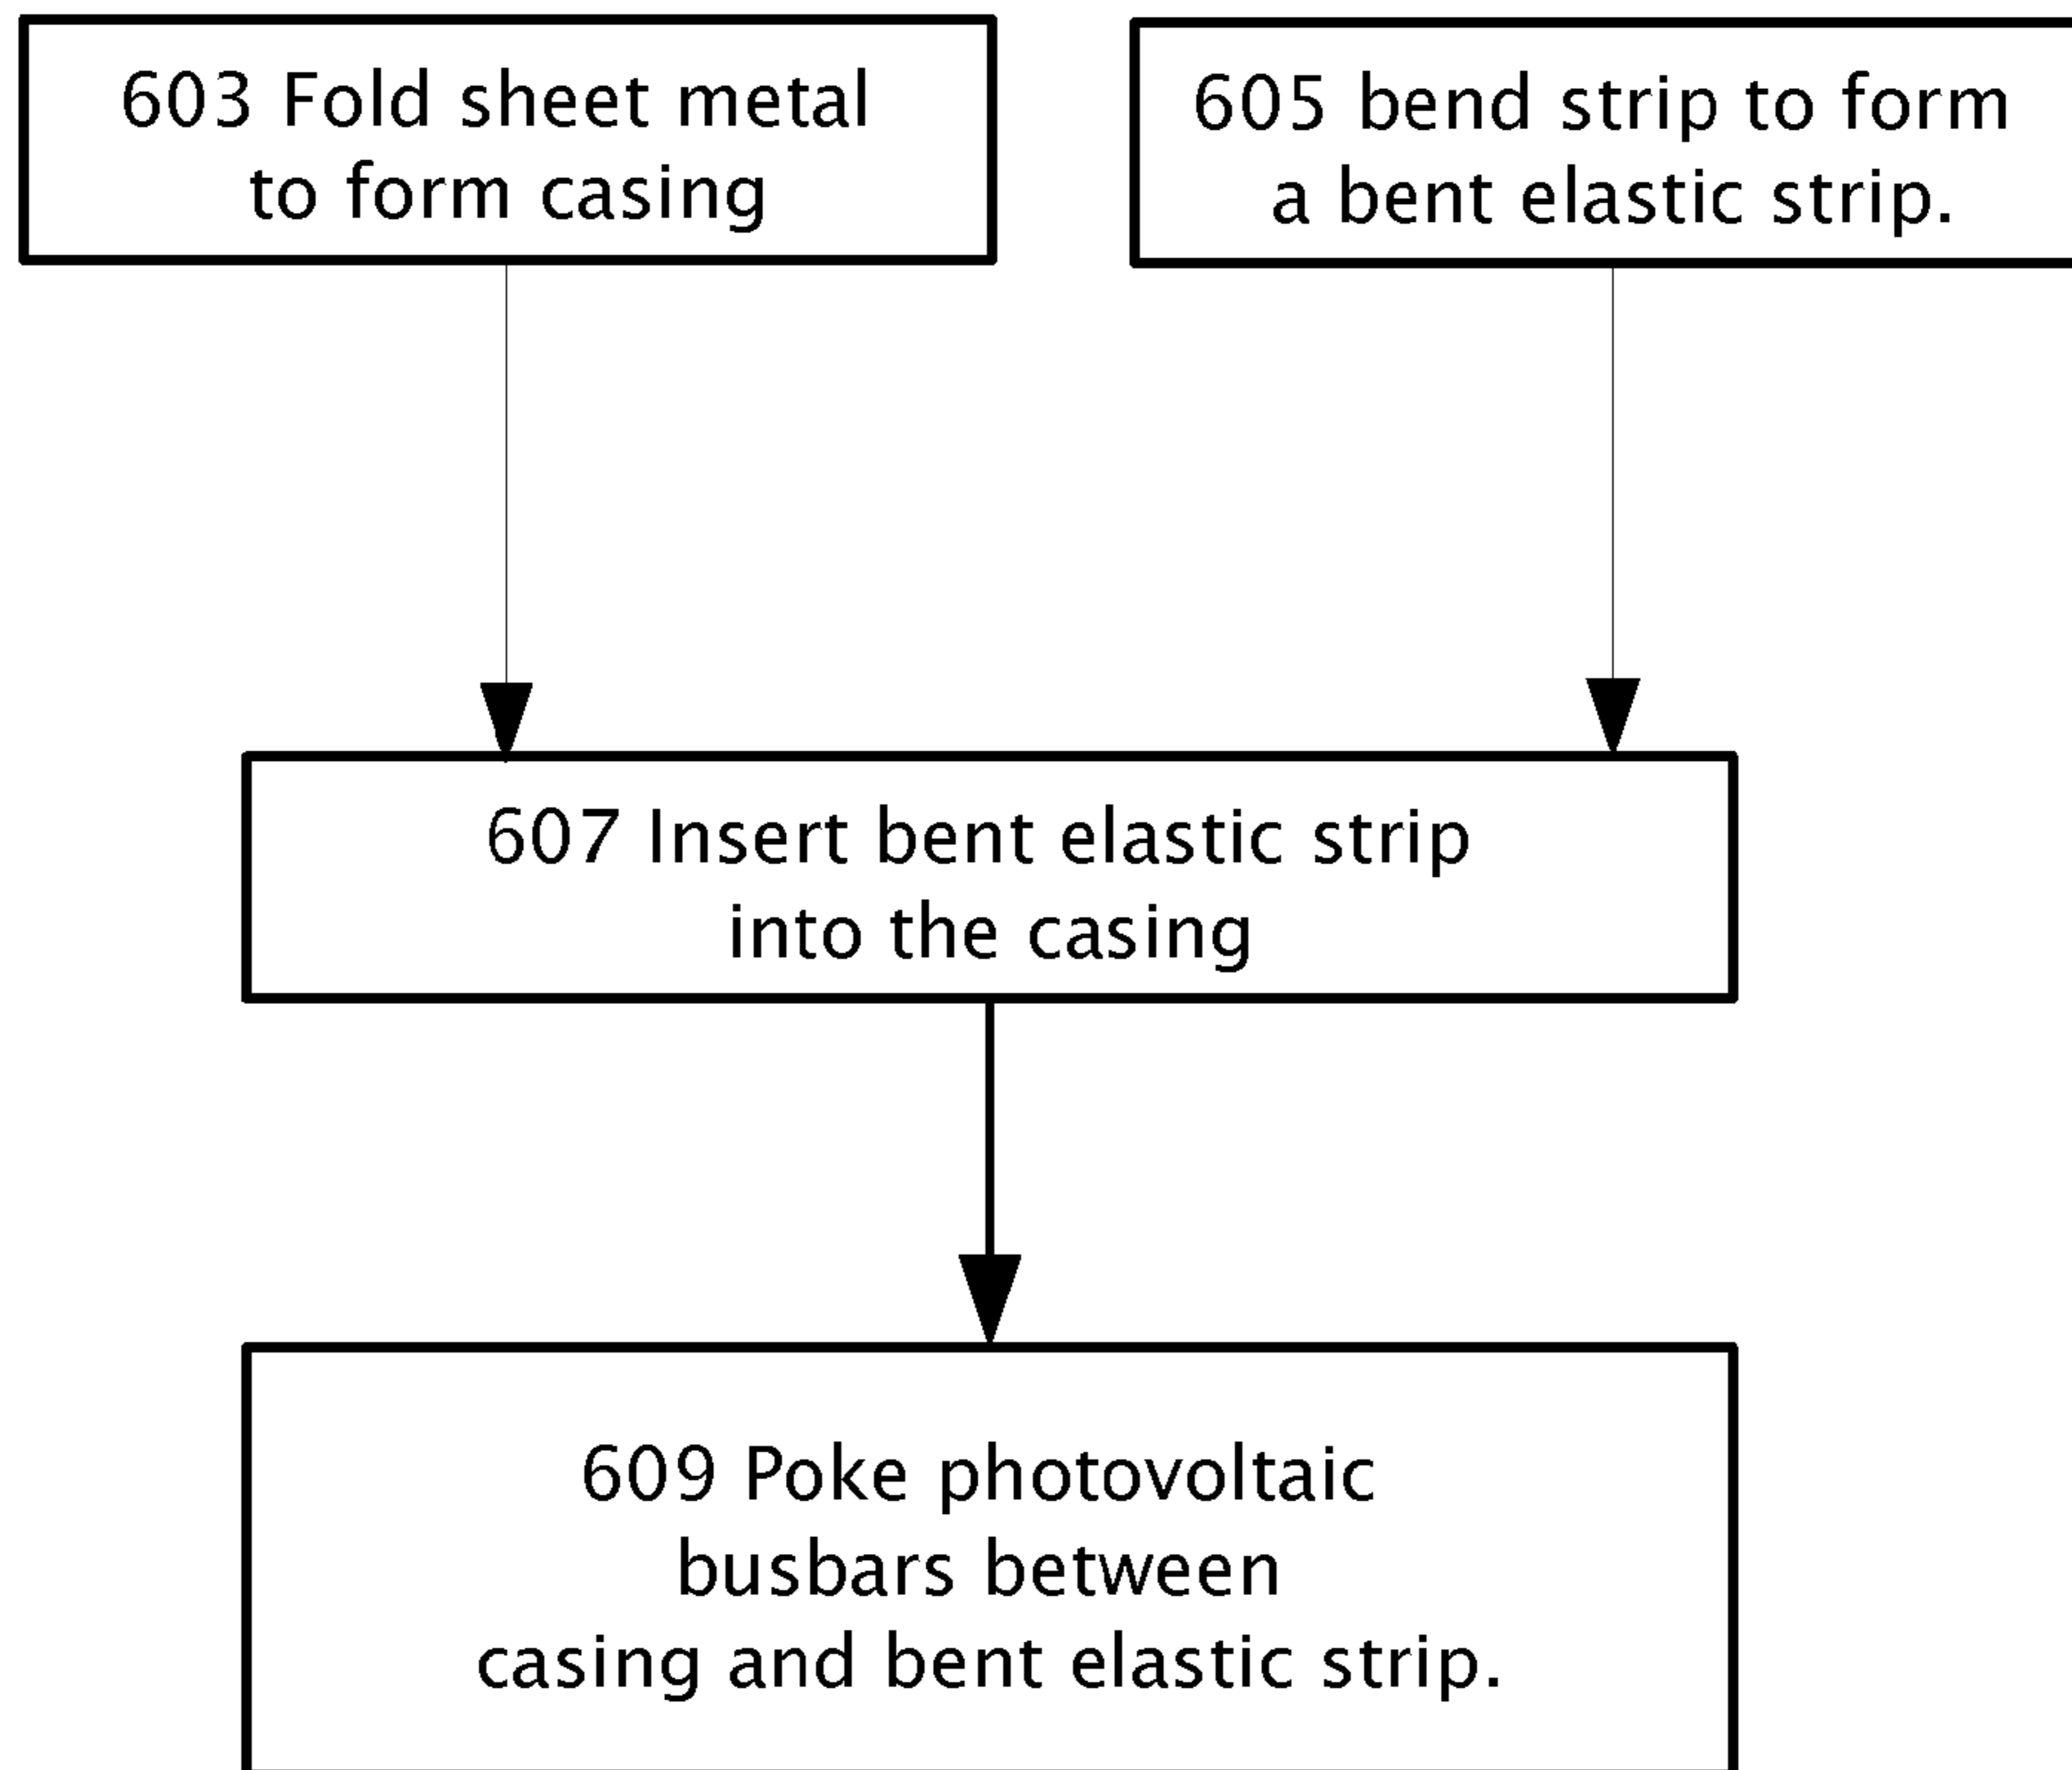 603 Fold sheet metal
to form casing
605 bend strip to form
a bent elastic strip.
607 Insert bent elastic strip
into the casing
609 Poke photovoltaic
busbars between
casing and bent elastic strip.